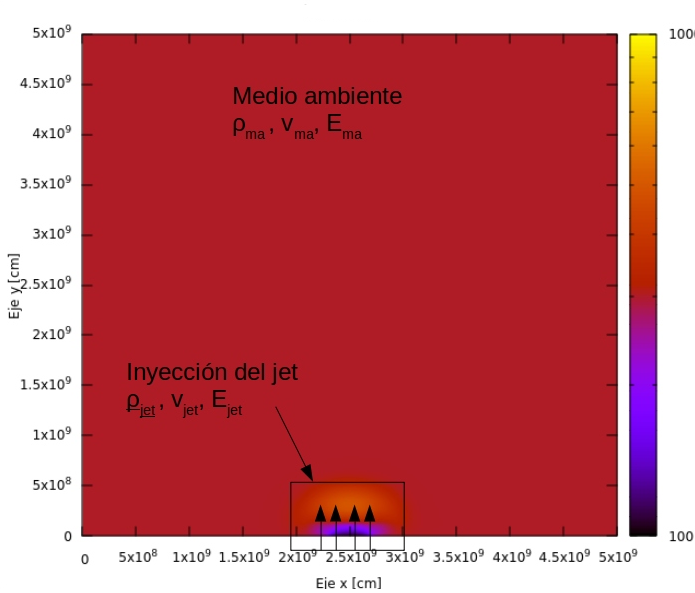 5x10⁹
1000
4.5x10⁹
Medio ambiente
ρma, vma, Ema
4x10⁹
3.5x10⁹
3x10⁹
2.5x10⁹
Eje y [cm]
2x10⁹
Inyección del jet
1.5x10⁹
ρjet, vjet, Ejet
1x10⁹
5x10⁸
0
100
0 5x10⁸ 1x10⁹ 1.5x10⁹ 2x10⁹ 2.5x10⁹ 3x10⁹ 3.5x10⁹ 4x10⁹ 4.5x10⁹ 5x10⁹
Eje x [cm]